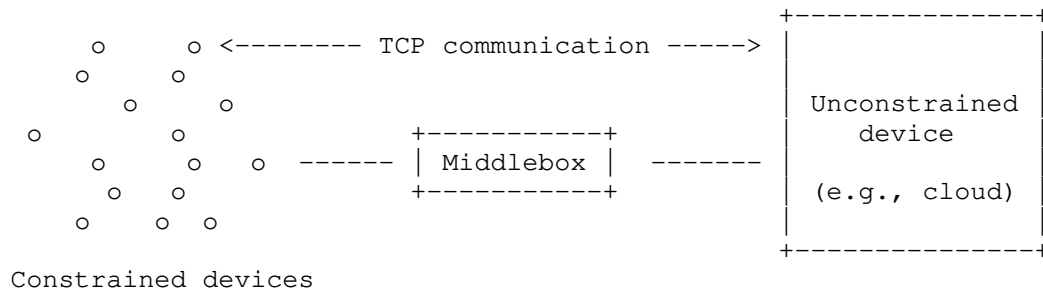 <-------- TCP communication ----->
Unconstrained
device
Middlebox
(e.g., cloud)
Constrained devices